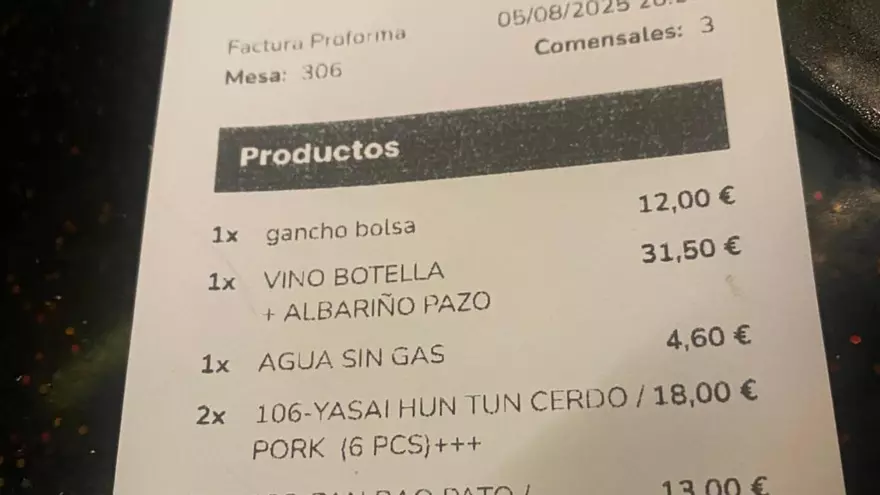 Factura Proforma
05/08/2025
Mesa: 306
Comensales: 3
Productos
1x gancho bolsa 12,00 €
1x VINO BOTELLA 31,50 €
+ ALBARIÑO PAZO
1x AGUA SIN GAS 4,60 €
2x 106-YASAI HUN TUN CERDO / 18,00 €
PORK {6 PCS}+++
BAO PATO / 13,00 €